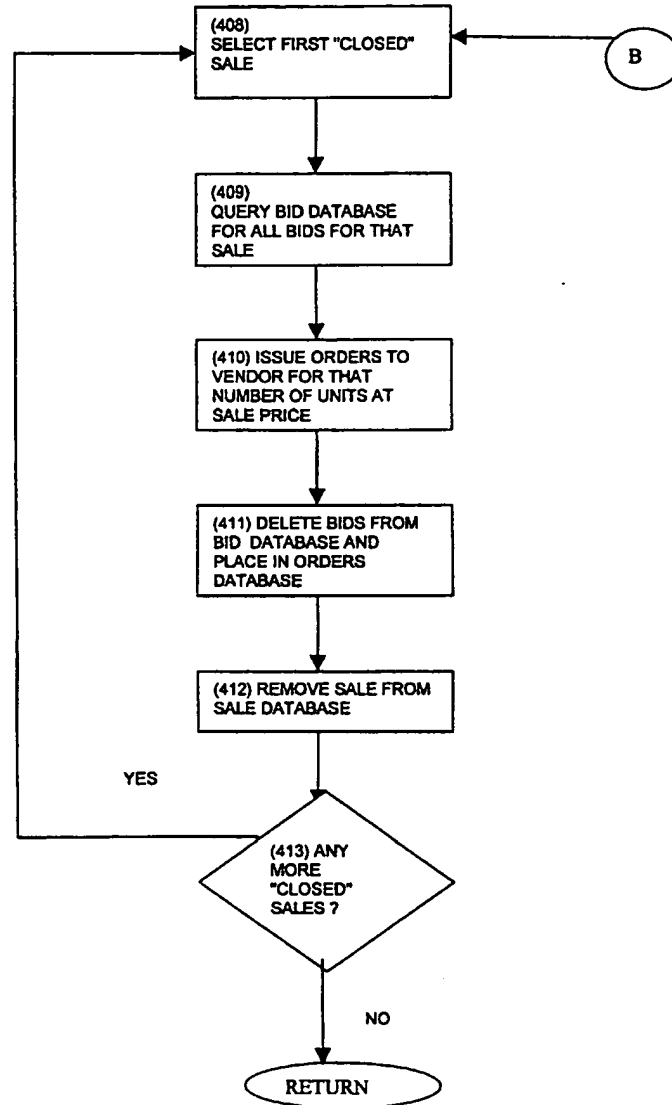 (408)
SELECT FIRST "CLOSED"
SALE
B
(409)
QUERY BID DATABASE
FOR ALL BIDS FOR THAT
SALE
(410) ISSUE ORDERS TO
VENDOR FOR THAT
NUMBER OF UNITS AT
SALE PRICE
(411) DELETE BIDS FROM
BID DATABASE AND
PLACE IN ORDERS
DATABASE
(412) REMOVE SALE FROM
SALE DATABASE
YES
(413) ANY
MORE
"CLOSED"
SALES ?
NO
RETURN